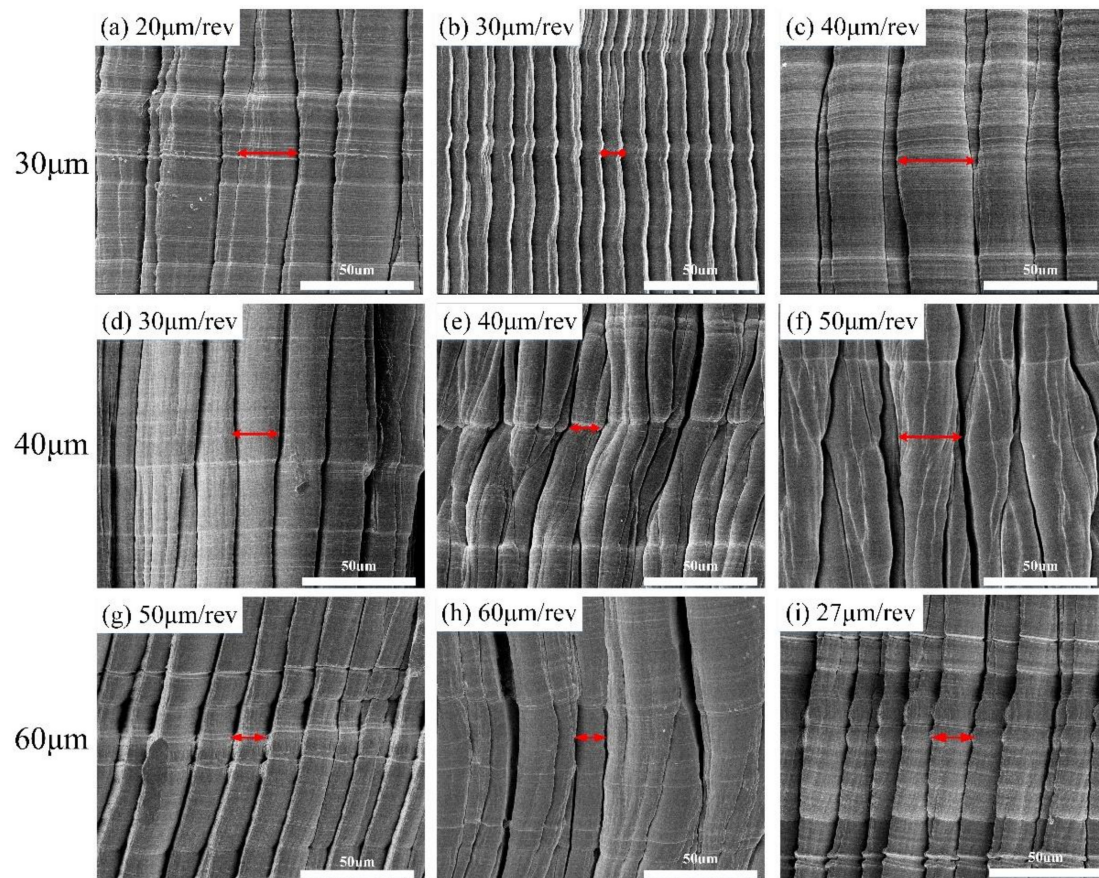 (a) 20μm/rev
(b) 30μm/rev
(c) 40μm/rev
30μm
50um
50um
50um
(d) 30μm/rev
(e) 40μm/rev
(f) 50μm/rev
40μm
50um
50um
50um
(g) 50μm/rev
(h) 60μm/rev
(i) 27μm/rev
60μm
50um
50um
50um